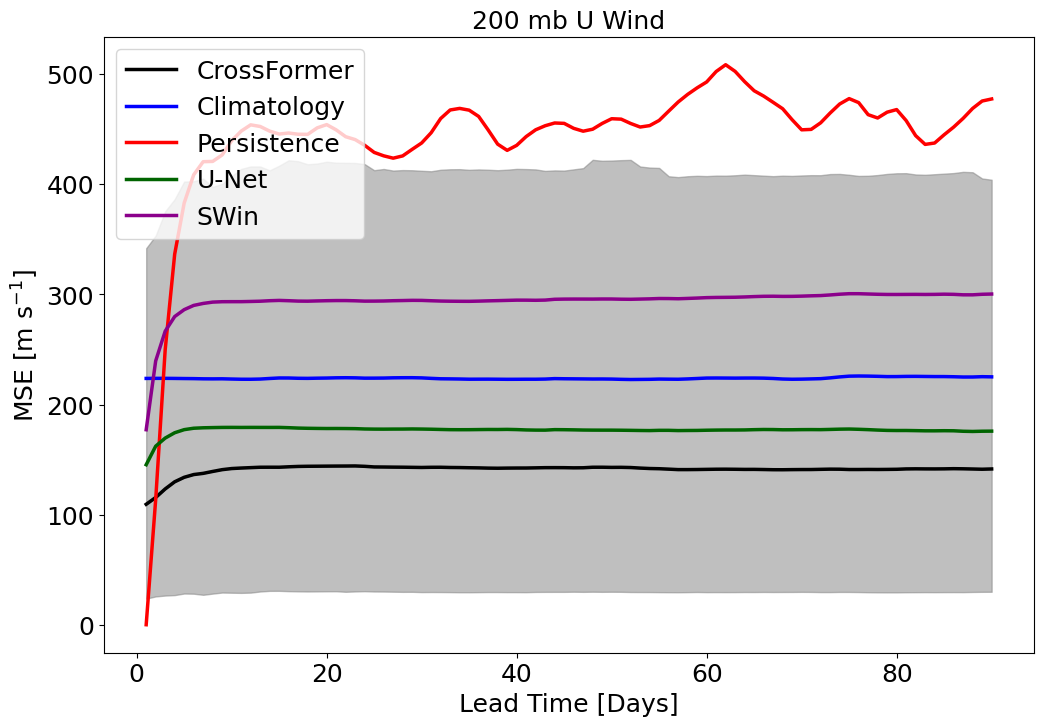 200 mb U Wind
CrossFormer
Climatology
Persistence
U-Net
SWin
500
400
300
200
100
0
MSE [m s⁻¹]
0 20 40 60 80
Lead Time [Days]